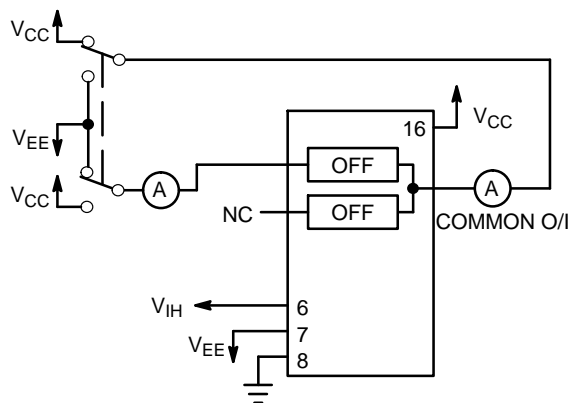 VCC
16
VCC
VEE
OFF
A
A
VCC
NC
OFF
COMMON O/I
VIH
6
VEE
7
8